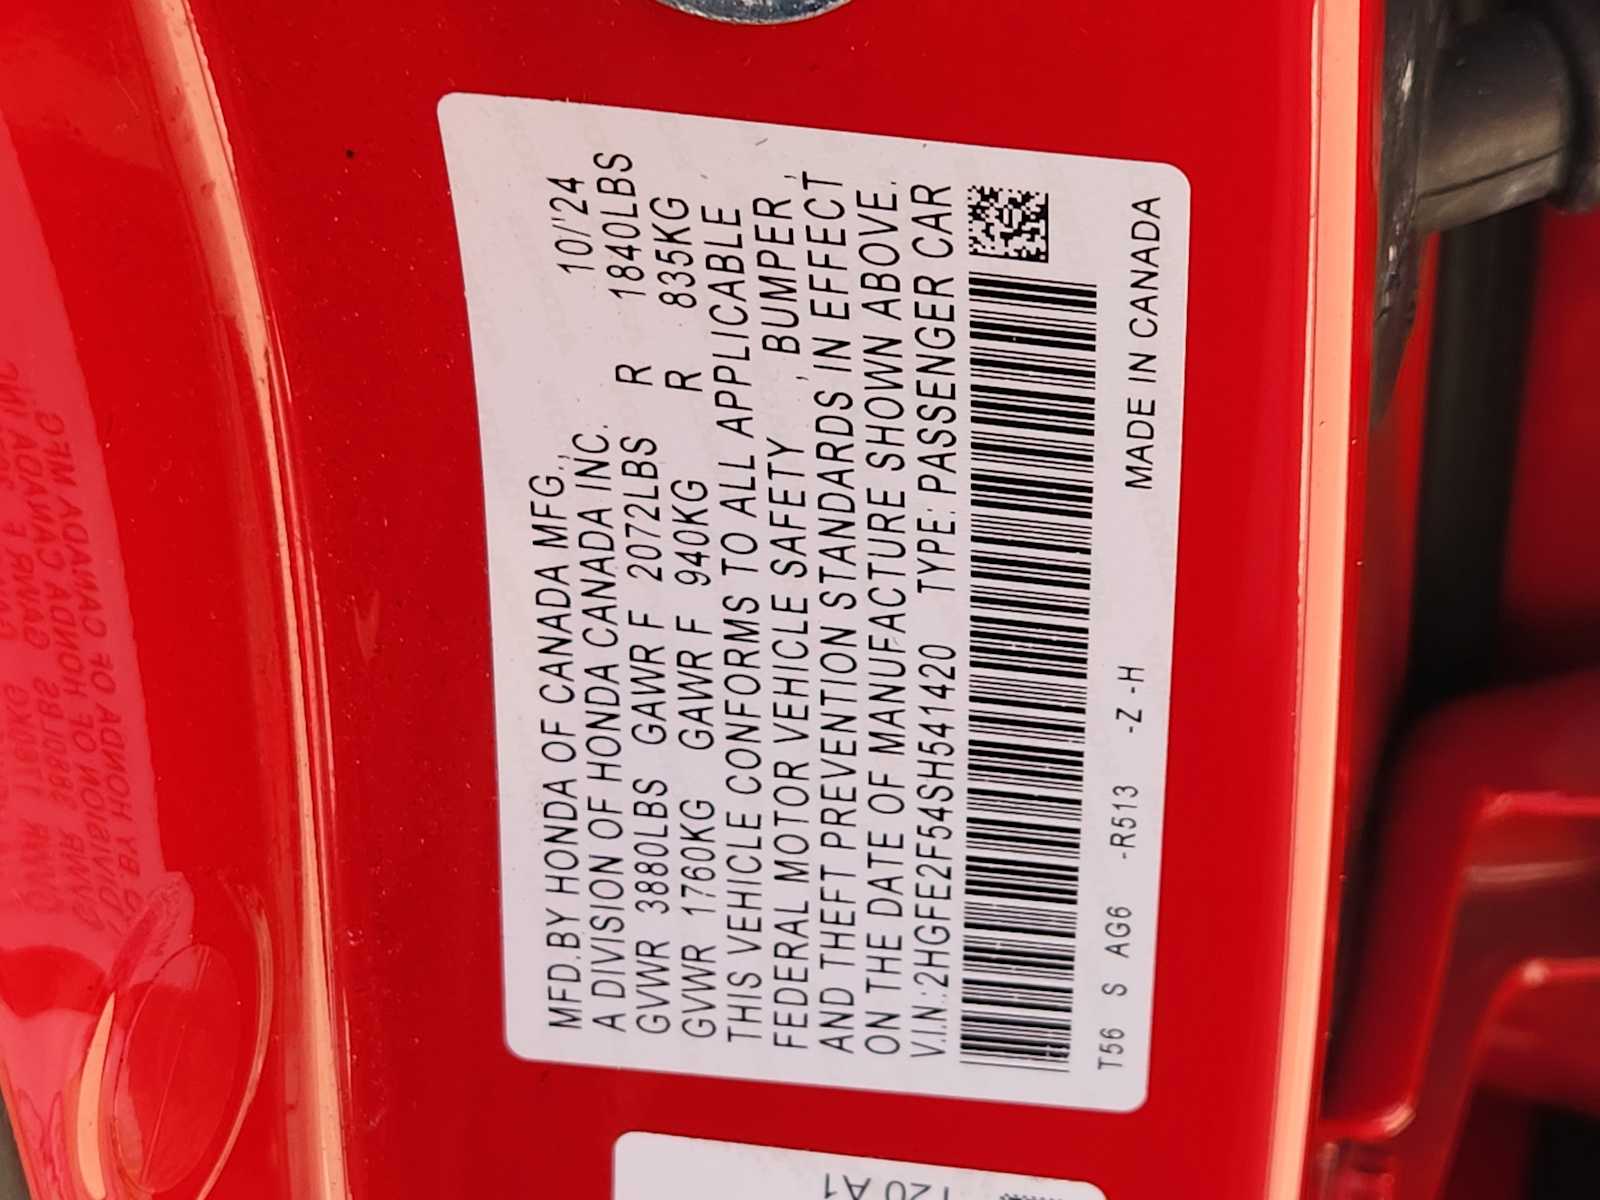 MFD.BY HONDA OF CANADA MFG., 10/'24
A DIVISION OF HONDA CANADA INC.
GVWR 3880LBS GAWR F 2072LBS R 1840LBS
GVWR 1760KG GAWR F 940KG R 835KG
THIS VEHICLE CONFORMS TO ALL APPLICABLE
FEDERAL MOTOR VEHICLE SAFETY , BUMPER ,
AND THEFT PREVENTION STANDARDS IN EFFECT
ON THE DATE OF MANUFACTURE SHOWN ABOVE.
V.I.N.:2HGFE2F54SH541420 TYPE: PASSENGER CAR
MADE IN CANADA
T56 S AG6 -R513 -Z -H